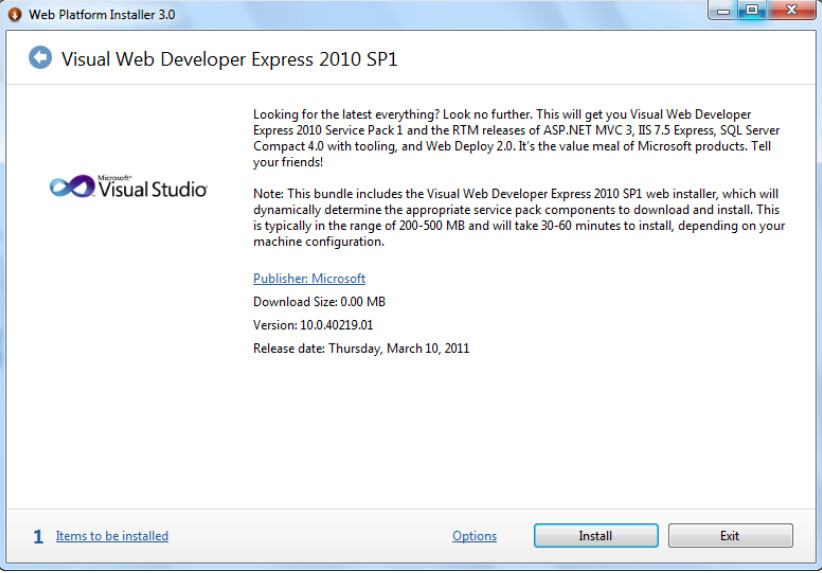 Web Platform Installer 3.0
Visual Web Developer Express 2010 SP1
Looking for the latest everything? Look no further. This will get you Visual Web Developer
Express 2010 Service Pack 1 and the RTM releases of ASP.NET MVC 3, IIS 7.5 Express, SQL Server
Compact 4.0 with tooling, and Web Deploy 2.0. It's the value meal of Microsoft products. Tell
your friends!
Microsoft®
Visual Studio®
Note: This bundle includes the Visual Web Developer Express 2010 SP1 web installer, which will
dynamically determine the appropriate service pack components to download and install. This
is typically in the range of 200-500 MB and will take 30-60 minutes to install, depending on your
machine configuration.
Publisher: Microsoft
Download Size: 0.00 MB
Version: 10.0.40219.01
Release date: Thursday, March 10, 2011
1 Items to be installed
Options
Install
Exit